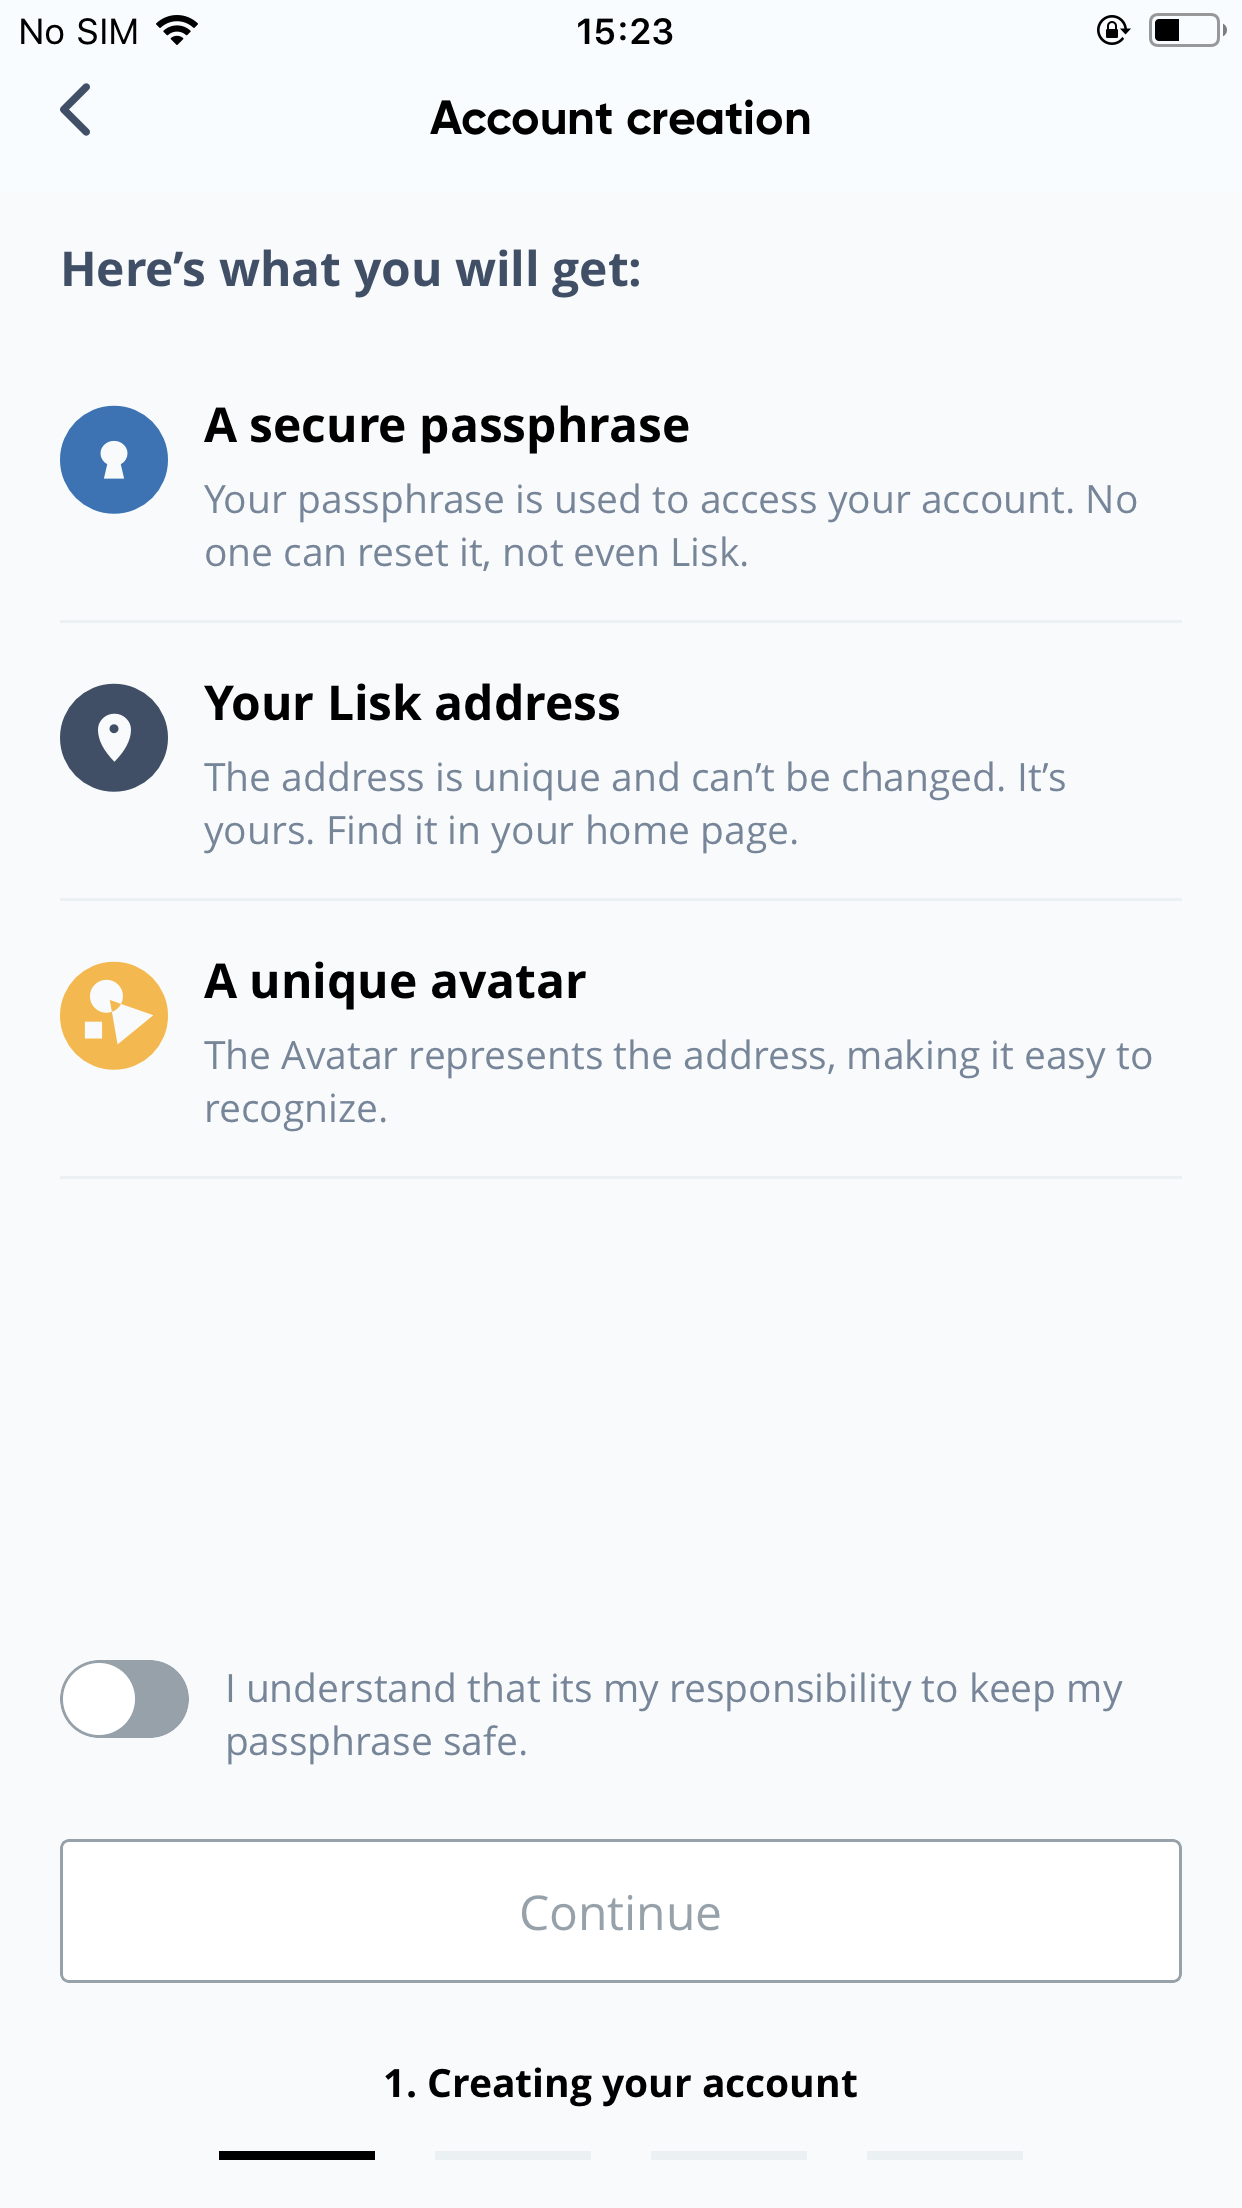 No SIM
15:23
Account creation
Here’s what you will get:
A secure passphrase
Your passphrase is used to access your account. No
one can reset it, not even Lisk.
Your Lisk address
The address is unique and can’t be changed. It’s
yours. Find it in your home page.
A unique avatar
The Avatar represents the address, making it easy to
recognize.
I understand that its my responsibility to keep my
passphrase safe.
Continue
1. Creating your account